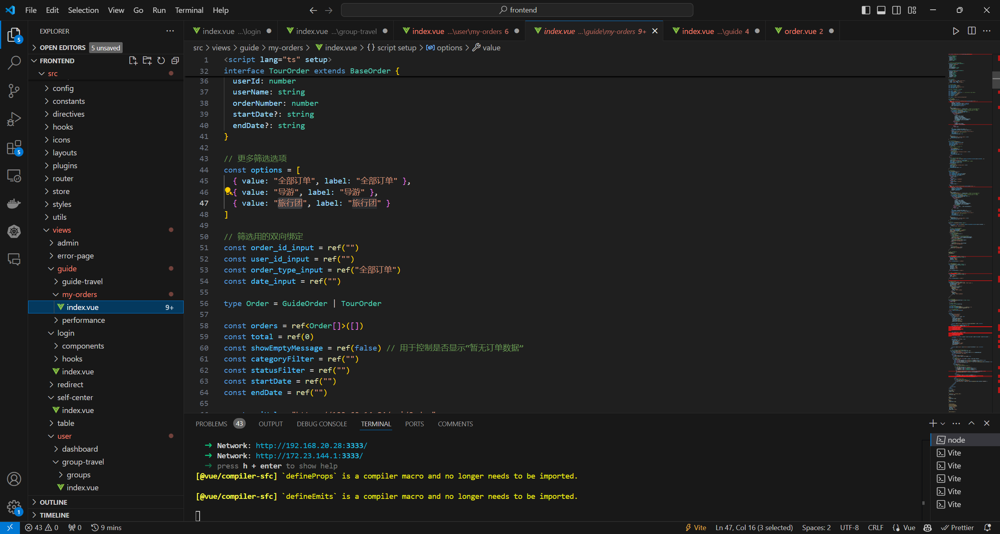 File Edit Selection View Go Run Terminal Help
frontend
EXPLORER
OPEN EDITORS 5 unsaved
FRONTEND
src
config
constants
directives
hooks
icons
layouts
plugins
router
store
styles
utils
views
admin
error-page
guide
guide-travel
my-orders
index.vue 9+
performance
login
components
hooks
index.vue
redirect
self-center
index.vue
table
user
dashboard
group-travel
groups
index.vue
OUTLINE
TIMELINE
5
5
1
index.vue ...\login
index.vue ...\group-travel
index.vue ...\user\my-orders 6
index.vue ...\guide\my-orders 9+
index.vue ...\guide 4
order.vue 2
src > views > guide > my-orders > index.vue > {} script setup > options > value
1 <script lang="ts" setup>
32 interface TourOrder extends BaseOrder {
36 userId: number
37 userName: string
38 orderNumber: number
39 startDate?: string
40 endDate?: string
41 }
42
43 // 更多筛选选项
44 const options = [
45 { value: "全部订单", label: "全部订单" },
46 { value: "导游", label: "导游" },
47 { value: "旅行团", label: "旅行团" }
48 ]
49
50 // 筛选用的双向绑定
51 const order_id_input = ref("")
52 const user_id_input = ref("")
53 const order_type_input = ref("全部订单")
54 const date_input = ref("")
55
56 type Order = GuideOrder | TourOrder
57
58 const orders = ref<Order[]>([])
59 const total = ref(0)
60 const showEmptyMessage = ref(false) // 用于控制是否显示“暂无订单数据”
61 const categoryFilter = ref("")
62 const statusFilter = ref("")
63 const startDate = ref("")
64 const endDate = ref("")
65
PROBLEMS 43 OUTPUT DEBUG CONSOLE TERMINAL PORTS COMMENTS
➜ Network: http://192.168.20.28:3333/
➜ Network: http://172.23.144.1:3333/
➜ press h + enter to show help
[@vue/compiler-sfc] `defineProps` is a compiler macro and no longer needs to be imported.
[@vue/compiler-sfc] `defineEmits` is a compiler macro and no longer needs to be imported.
node
Vite
Vite
Vite
Vite
Vite
43 0 0 9 mins
Vite Ln 47, Col 16 (3 selected) Spaces: 2 UTF-8 CRLF {} Vue Prettier